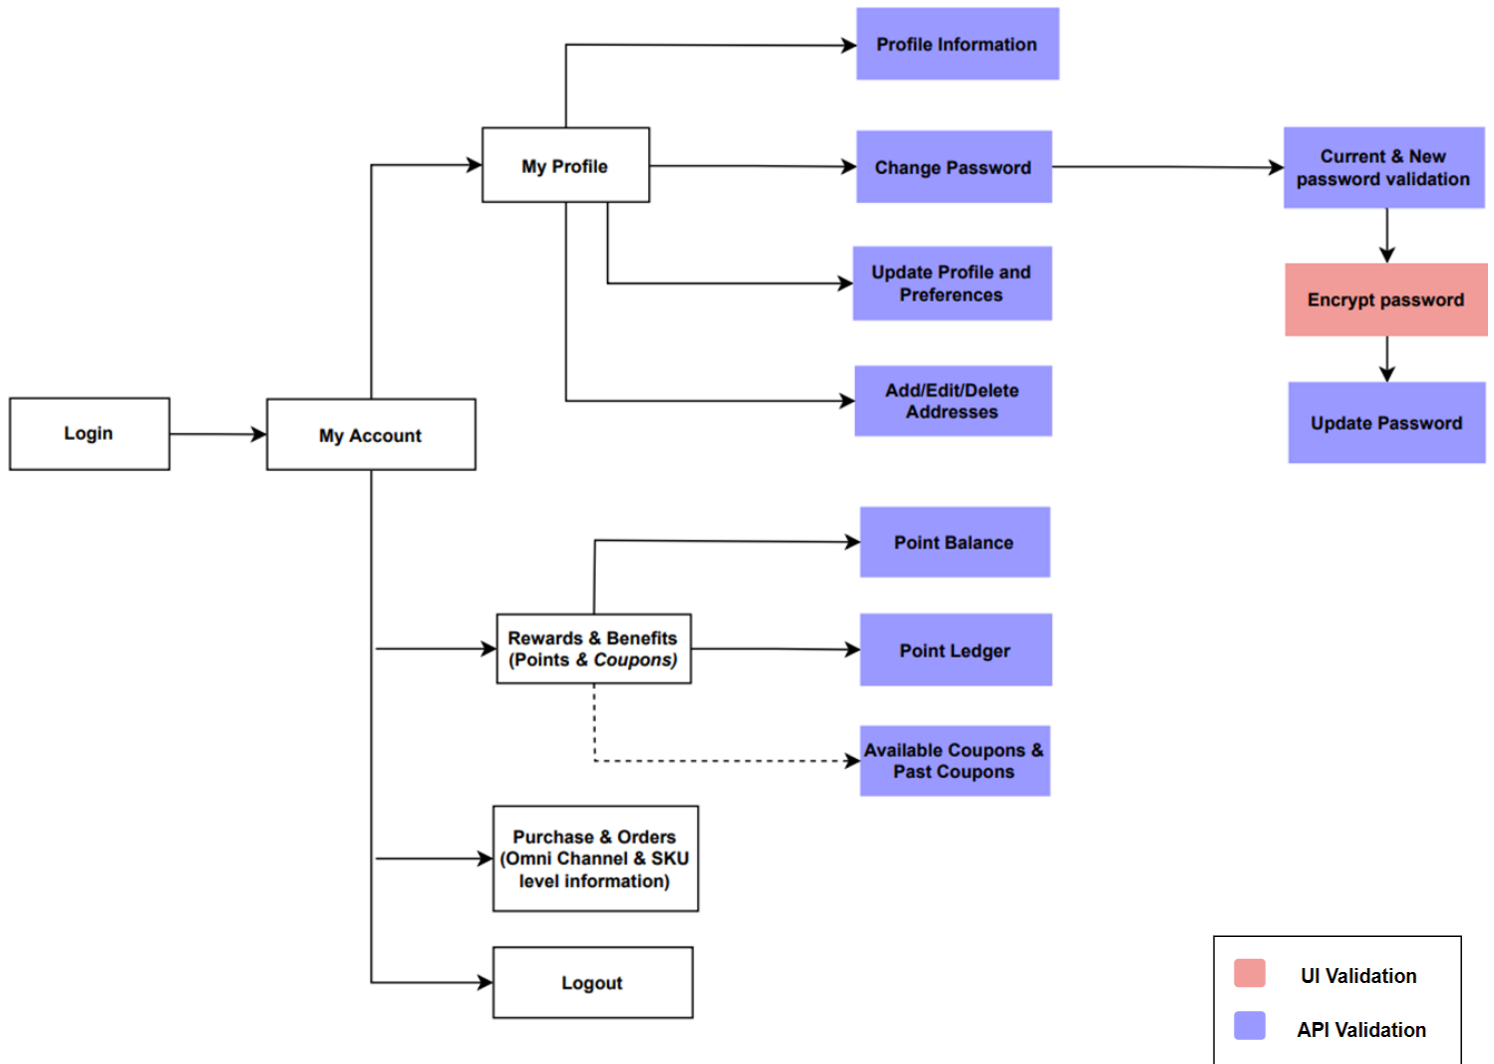 Profile Information
My Profile
Change Password
Current & New
password validation
Update Profile and
Preferences
Encrypt password
Add/Edit/Delete
Addresses
Update Password
Login
My Account
Point Balance
Rewards & Benefits
(Points & Coupons)
Point Ledger
Available Coupons &
Past Coupons
Purchase & Orders
(Omni Channel & SKU
level information)
Logout
UI Validation
API Validation